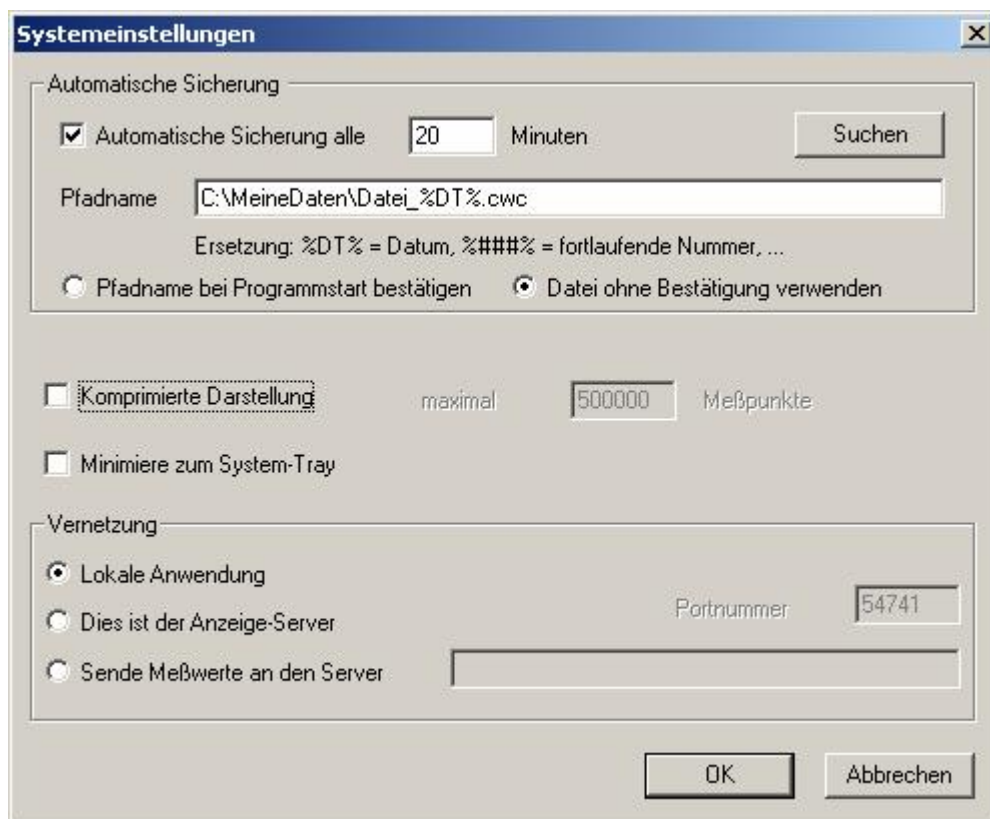 Systemeinstellungen
Automatische Sicherung
Automatische Sicherung alle 20 Minuten Suchen
Pfadname C:\MeineDaten\Datei_%DT%.cwc
Ersetzung: %DT% = Datum, %###% = fortlaufende Nummer, ...
Pfadname bei Programmstart bestätigen Datei ohne Bestätigung verwenden
Komprimierte Darstellung maximal 500000 Meßpunkte
Minimiere zum System-Tray
Vernetzung
Lokale Anwendung
Portnummer 54741
Dies ist der Anzeige-Server
Sende Meßwerte an den Server
OK Abbrechen